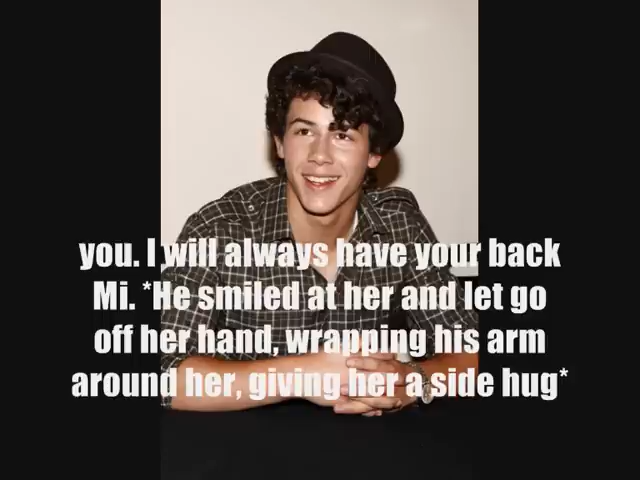 you. I will always have your back
Mi. *He smiled at her and let go
off her hand, wrapping his arm
around her, giving her a side hug*